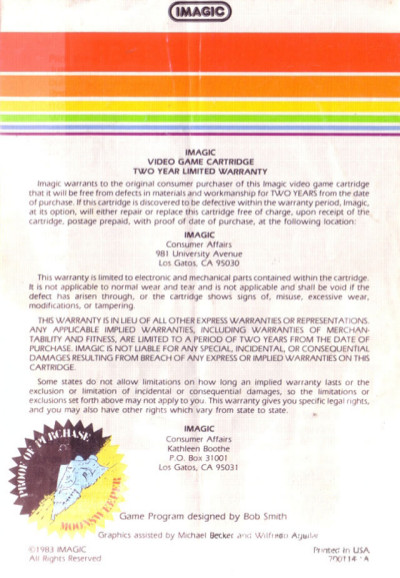 IMAGIC
IMAGIC
VIDEO GAME CARTRIDGE
TWO YEAR LIMITED WARRANTY
Imagic warrants to the original consumer purchaser of this Imagic video game cartridge
that it will be free from defects in materials and workmanship for TWO YEARS from the date
of purchase. If this cartridge is discovered to be defective within the warranty period, Imagic,
at its option, will either repair or replace this cartridge free of charge, upon receipt of the
cartridge, postage prepaid, with proof of date of purchase, at the following location:
IMAGIC
Consumer Affairs
981 University Avenue
Los Gatos, CA 95030
This warranty is limited to electronic and mechanical parts contained within the cartridge.
It is not applicable to normal wear and tear and is not applicable and shall be void if the
defect has arisen through, or the cartridge shows signs of, misuse, excessive wear,
modifications, or tampering.
THIS WARRANTY IS IN LIEU OF ALL OTHER EXPRESS WARRANTIES OR REPRESENTATIONS.
ANY APPLICABLE IMPLIED WARRANTIES, INCLUDING WARRANTIES OF MERCHAN-
TABILITY AND FITNESS, ARE LIMITED TO A PERIOD OF TWO YEARS FROM THE DATE OF
PURCHASE. IMAGIC IS NOT LIABLE FOR ANY SPECIAL, INCIDENTAL, OR CONSEQUENTIAL
DAMAGES RESULTING FROM BREACH OF ANY EXPRESS OR IMPLIED WARRANTIES ON THIS
CARTRIDGE.
Some states do not allow limitations on how long an implied warranty lasts or the
exclusion or limitation of incidental or consequential damages, so the limitations or
exclusions set forth above may not apply to you. This warranty gives you specific legal rights,
and you may also have other rights which vary from state to state.
IMAGIC
Consumer Affairs
Kathleen Boothe
P.O. Box 31001
Los Gatos, CA 95031
PROOF OF PURCHASE
MOONSWEEPER
Game Program designed by Bob Smith
Graphics assisted by Michael Becker and Wilfredo Aguilar
©1983 IMAGIC
All Rights Reserved
Printed in USA
700114-1A